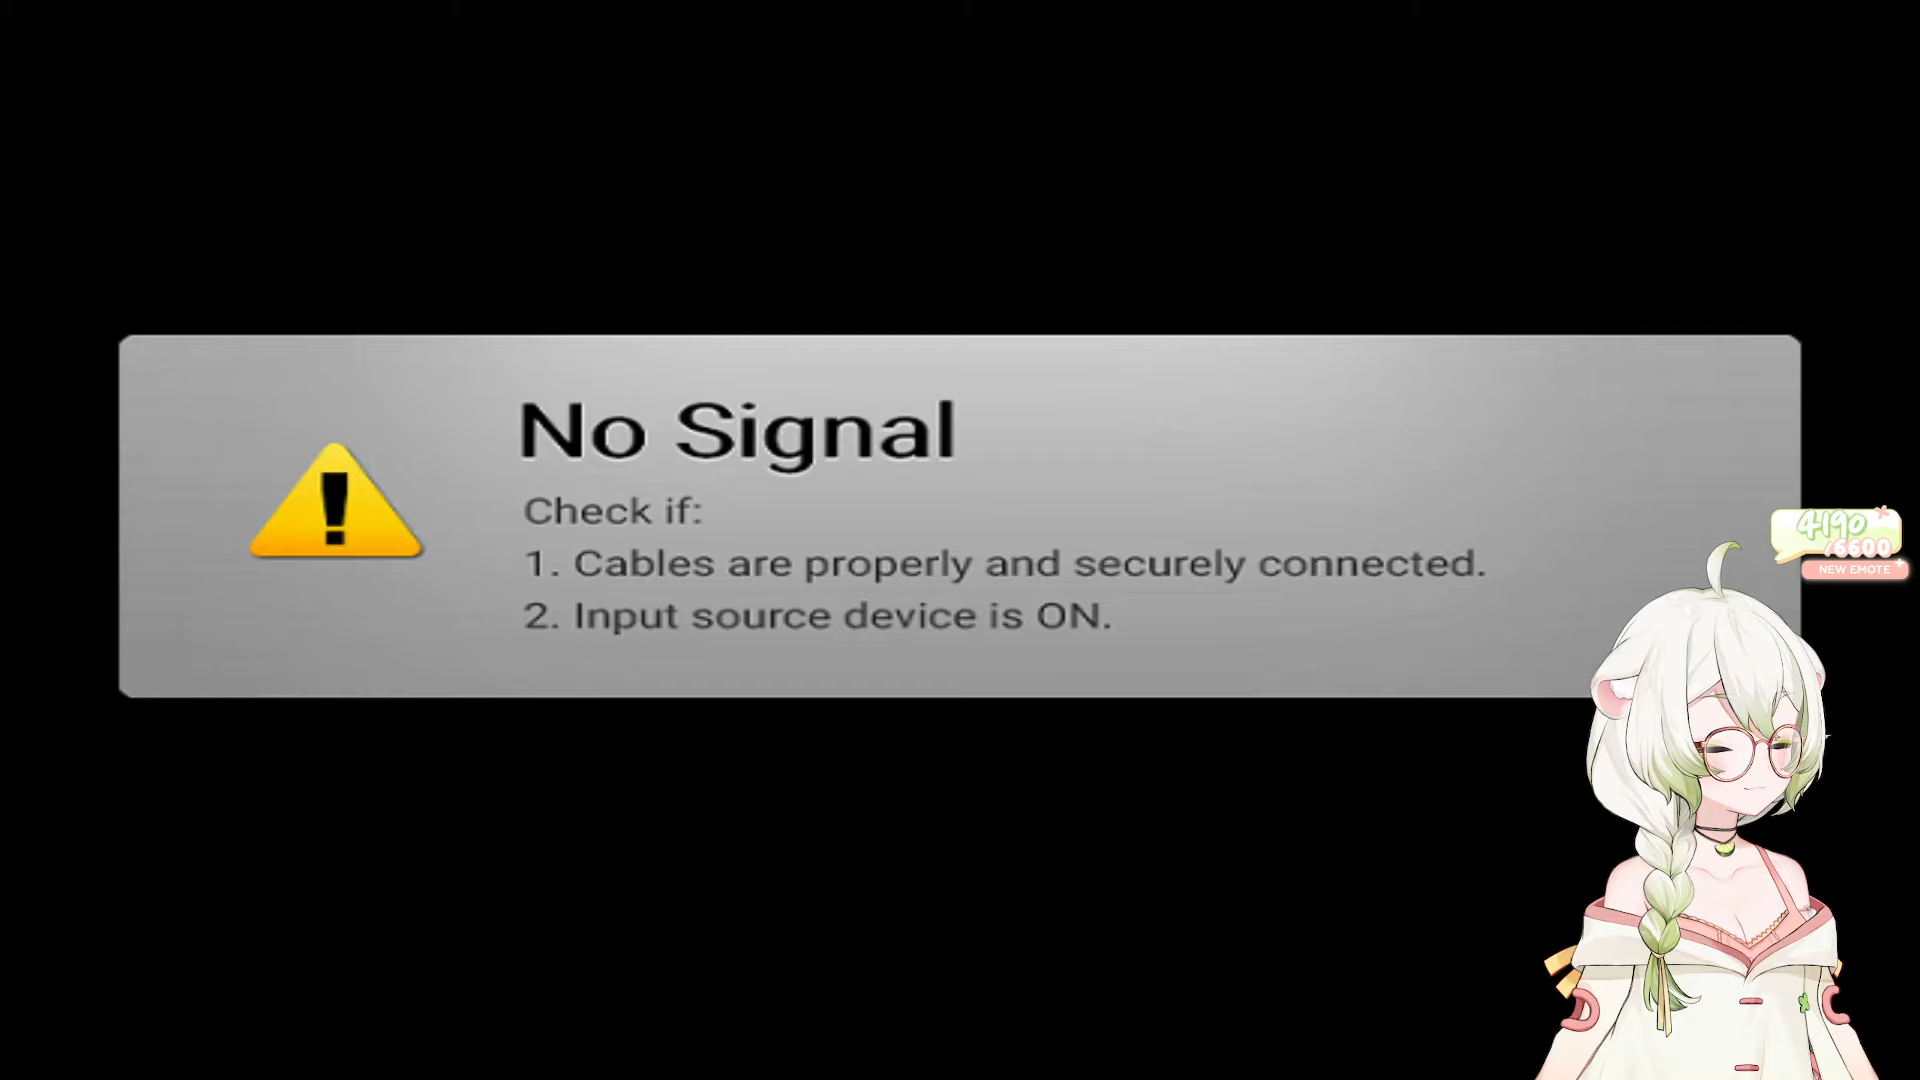 No Signal
Check if:
1. Cables are properly and securely connected.
2. Input source device is ON.
4190
/6600
NEW EMOTE